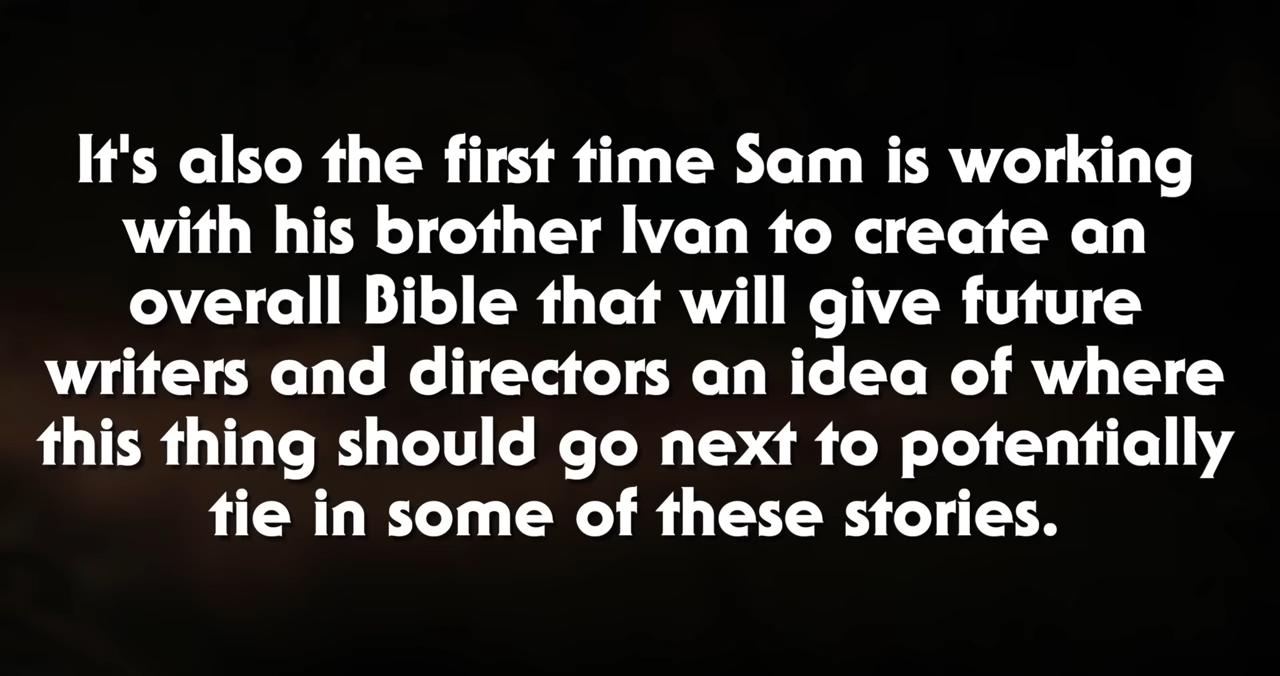 It's also the first time Sam is working
with his brother Ivan to create an
overall Bible that will give future
writers and directors an idea of where
this thing should go next to potentially
tie in some of these stories.